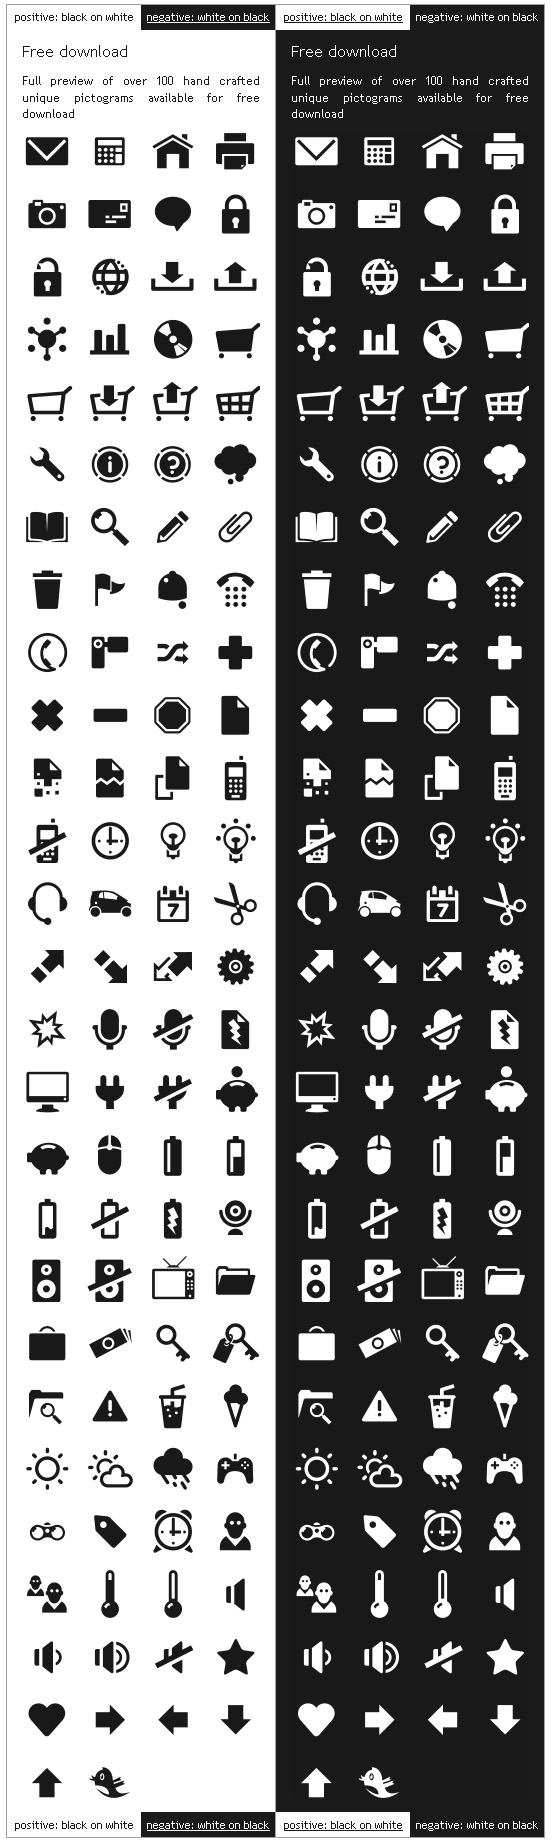 positive: black on white negative: white on black positive: black on white negative: white on black
Free download
Full preview of over 100 hand crafted
unique pictograms available for free
download
Free download
Full preview of over 100 hand crafted
unique pictograms available for free
download
7
7
positive: black on white negative: white on black positive: black on white negative: white on black